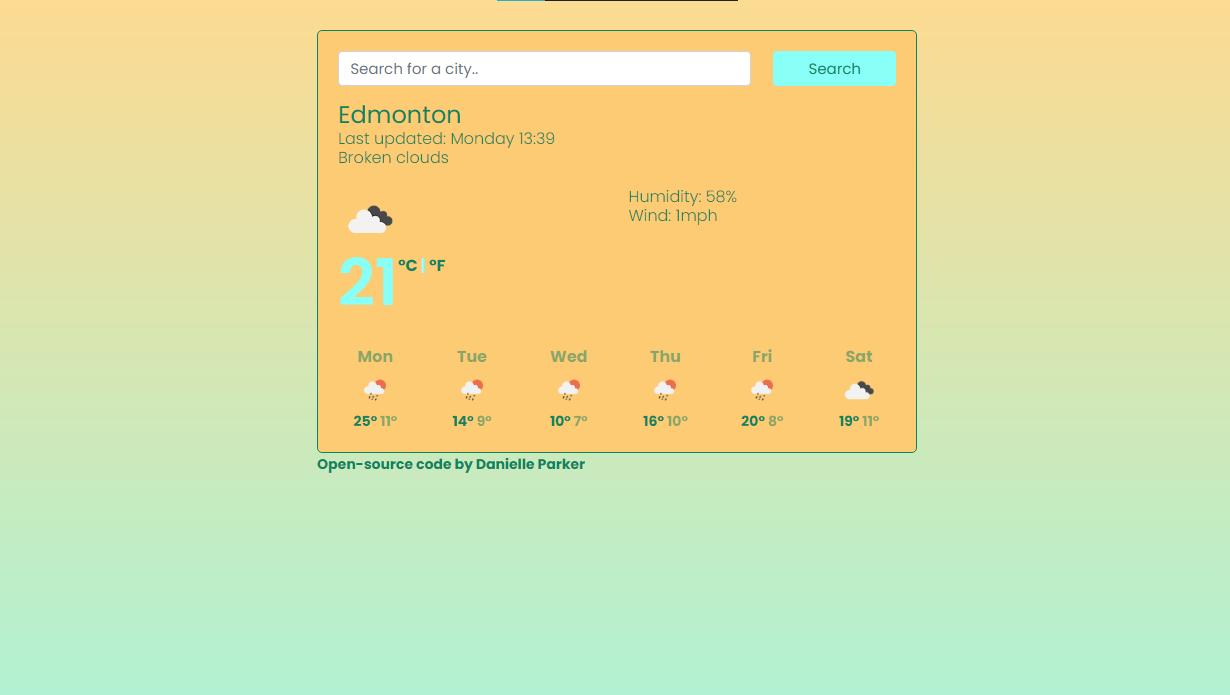 Search for a city.. Search
Edmonton
Last updated: Monday 13:39
Broken clouds
Humidity: 58%
Wind: 1mph
21 °C | °F
Mon Tue Wed Thu Fri Sat
25° 11° 14° 9° 10° 7° 16° 10° 20° 8° 19° 11°
Open-source code by Danielle Parker